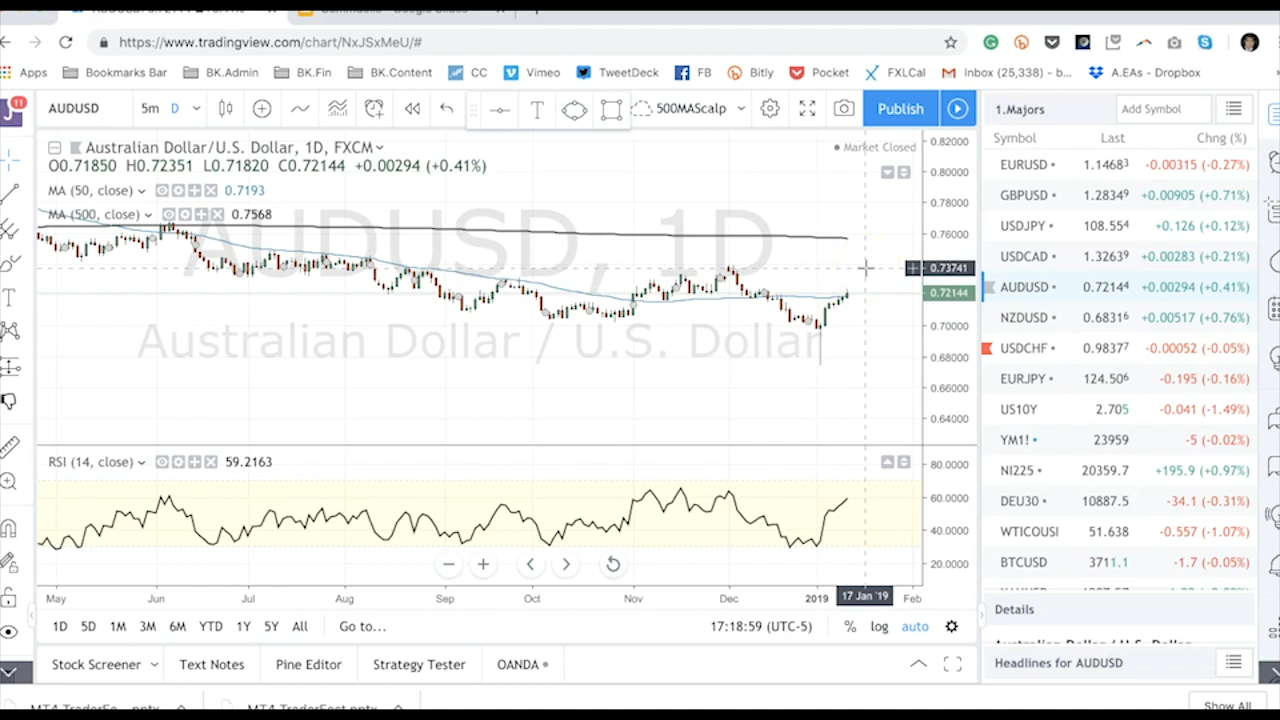 https://www.tradingview.com/chart/NxJSxMeU/#
Apps Bookmarks Bar BK.Admin BK.Fin BK.Content CC Vimeo TweetDeck FB Bitly Pocket FXLCal Inbox (25,338) - b... A.EAs - Dropbox
11
AUDUSD 5m D 500MAScalp Publish
1.Majors Add Symbol
Symbol Last Chng (%)
Australian Dollar/U.S. Dollar, 1D, FXCM
Market Closed
O0.71850 H0.72351 L0.71820 C0.72144 +0.00294 (+0.41%)
MA (50, close) 0.7193
MA (500, close) 0.7568
AUDUSD, 1D
Australian Dollar / U.S. Dollar
0.82000
0.80000
0.78000
0.76000
0.73741
0.72144
0.70000
0.68000
0.66000
0.64000
EURUSD 1.14683 -0.00315 (-0.27%)
GBPUSD 1.28349 +0.00905 (+0.71%)
USDJPY 108.554 +0.126 (+0.12%)
USDCAD 1.32639 +0.00283 (+0.21%)
AUDUSD 0.72144 +0.00294 (+0.41%)
NZDUSD 0.68316 +0.00517 (+0.76%)
USDCHF 0.98377 -0.00052 (-0.05%)
EURJPY 124.506 -0.195 (-0.16%)
US10Y 2.705 -0.041 (-1.49%)
YM1! 23959 -5 (-0.02%)
NI225 20359.7 +195.9 (+0.97%)
DEU30 10887.5 -34.1 (-0.31%)
WTICOUSI 51.638 -0.557 (-1.07%)
BTCUSD 3711.1 -1.7 (-0.05%)
RSI (14, close) 59.2163
80.0000
60.0000
40.0000
20.0000
May Jun Jul Aug Sep Oct Nov Dec 2019 17 Jan '19 Feb
1D 5D 1M 3M 6M YTD 1Y 5Y All Go to... 17:18:59 (UTC-5) % log auto
Details
Stock Screener Text Notes Pine Editor Strategy Tester OANDA
Headlines for AUDUSD
Show All